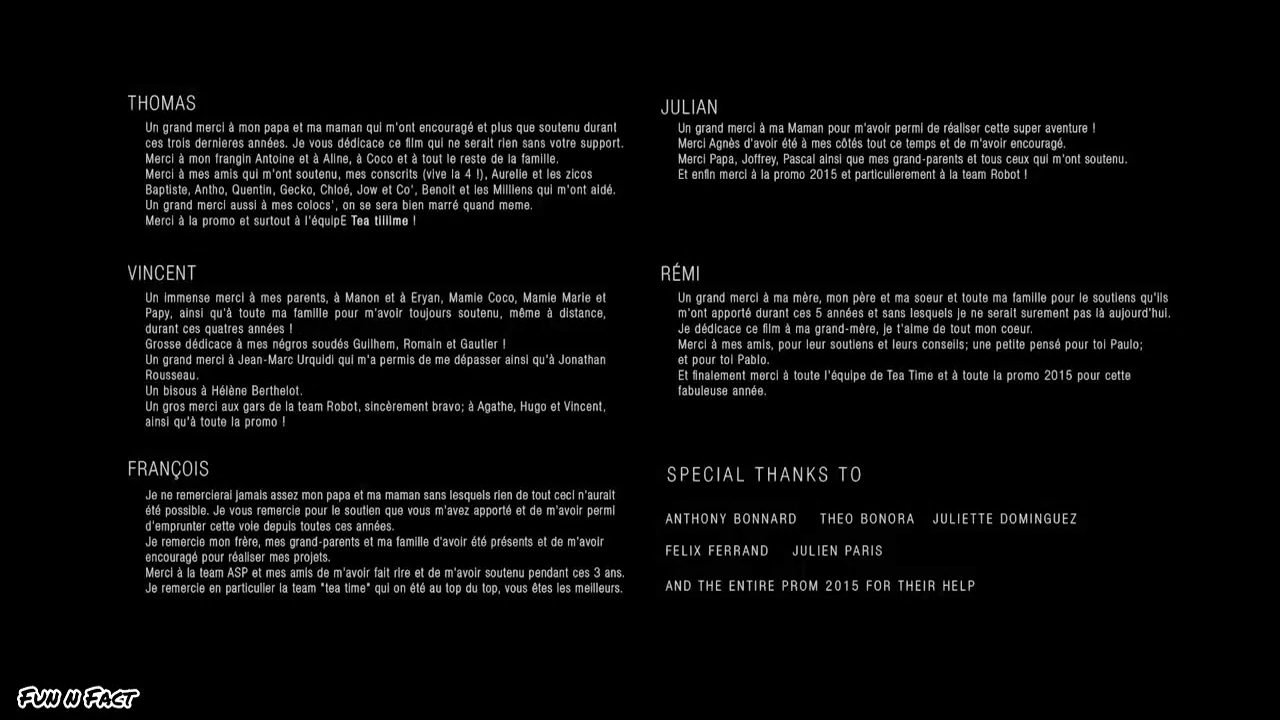 THOMAS
Un grand merci à mon papa et ma maman qui m'ont encouragé et plus que soutenu durant
ces trois dernieres années. Je vous dédicace ce film qui ne serait rien sans votre support.
Merci à mon frangin Antoine et à Aline, à Coco et à tout le reste de la famille.
Merci à mes amis qui m'ont soutenu, mes conscrits (vive la 4 !), Aurelie et les zicos
Baptiste, Antho, Quentin, Gecko, Chloé, Jow et Co', Benoit et les Milliens qui m'ont aidé.
Un grand merci aussi à mes colocs', on se sera bien marré quand meme.
Merci à la promo et surtout à l'équipE Tea tiiiime !
VINCENT
Un immense merci à mes parents, à Manon et à Eryan, Mamie Coco, Mamie Marie et
Papy, ainsi qu'à toute ma famille pour m'avoir toujours soutenu, même à distance,
durant ces quatres années !
Grosse dédicace à mes négros soudés Guilhem, Romain et Gautier !
Un grand merci à Jean-Marc Urquidi qui m'a permis de me dépasser ainsi qu'à Jonathan
Rousseau.
Un bisous à Hélène Berthelot.
Un gros merci aux gars de la team Robot, sincèrement bravo; à Agathe, Hugo et Vincent,
ainsi qu'à toute la promo !
FRANÇOIS
Je ne remercierai jamais assez mon papa et ma maman sans lesquels rien de tout ceci n'aurait
été possible. Je vous remercie pour le soutien que vous m'avez apporté et de m'avoir permi
d'emprunter cette voie depuis toutes ces années.
Je remercie mon frère, mes grand-parents et ma famille d'avoir été présents et de m'avoir
encouragé pour réaliser mes projets.
Merci à la team ASP et mes amis de m'avoir fait rire et de m'avoir soutenu pendant ces 3 ans.
Je remercie en particulier la team "tea time" qui on été au top du top, vous êtes les meilleurs.
JULIAN
Un grand merci à ma Maman pour m'avoir permi de réaliser cette super aventure !
Merci Agnès d'avoir été à mes côtés tout ce temps et de m'avoir encouragé.
Merci Papa, Joffrey, Pascal ainsi que mes grand-parents et tous ceux qui m'ont soutenu.
Et enfin merci à la promo 2015 et particulierement à la team Robot !
RÉMI
Un grand merci à ma mère, mon père et ma soeur et toute ma famille pour le soutiens qu'ils
m'ont apporté durant ces 5 années et sans lesquels je ne serait surement pas là aujourd'hui.
Je dédicace ce film à ma grand-mère, je t'aime de tout mon coeur.
Merci à mes amis, pour leur soutiens et leurs conseils; une petite pensé pour toi Paulo;
et pour toi Pablo.
Et finalement merci à toute l'équipe de Tea Time et à toute la promo 2015 pour cette
fabuleuse année.
SPECIAL THANKS TO
ANTHONY BONNARD THEO BONORA JULIETTE DOMINGUEZ
FELIX FERRAND JULIEN PARIS
AND THE ENTIRE PROM 2015 FOR THEIR HELP
FUN N FACT